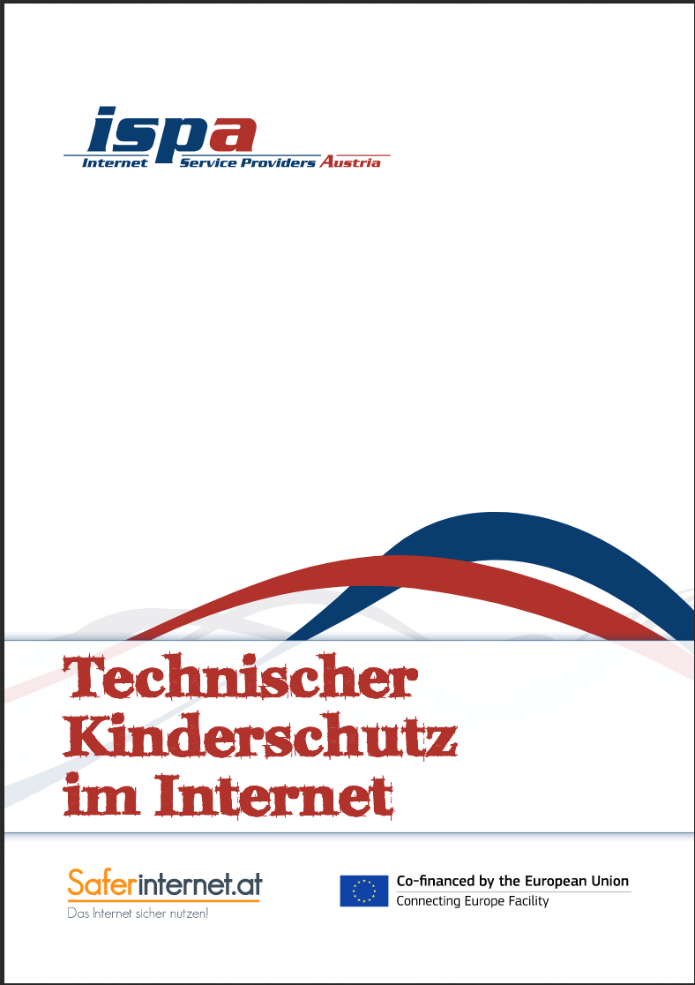 ispa
Internet Service Providers Austria
Technischer
Kinderschutz
im Internet
Saferinternet.at
Das Internet sicher nutzen!
Co-financed by the European Union
Connecting Europe Facility